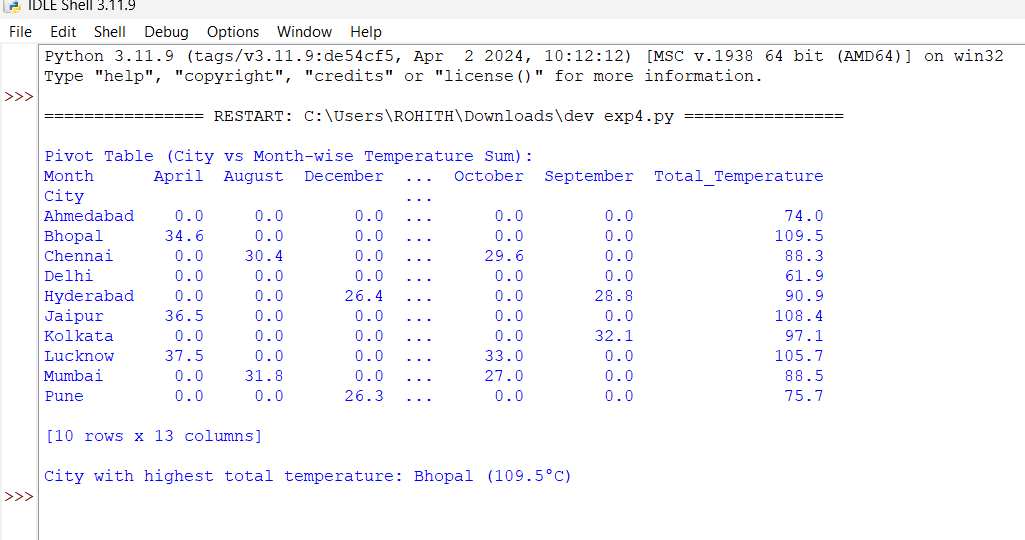 IDLE Shell 3.11.9
File Edit Shell Debug Options Window Help
Python 3.11.9 (tags/v3.11.9:de54cf5, Apr  2 2024, 10:12:12) [MSC v.1938 64 bit (AMD64)] on win32
Type "help", "copyright", "credits" or "license()" for more information.
>>>
================ RESTART: C:\Users\ROHITH\Downloads\dev exp4.py ================
Pivot Table (City vs Month-wise Temperature Sum):
Month      April  August  December  ...  October  September  Total_Temperature
City                                ...
Ahmedabad    0.0     0.0       0.0  ...      0.0        0.0               74.0
Bhopal      34.6     0.0       0.0  ...      0.0        0.0              109.5
Chennai      0.0    30.4       0.0  ...     29.6        0.0               88.3
Delhi        0.0     0.0       0.0  ...      0.0        0.0               61.9
Hyderabad    0.0     0.0      26.4  ...      0.0       28.8               90.9
Jaipur      36.5     0.0       0.0  ...      0.0        0.0              108.4
Kolkata      0.0     0.0       0.0  ...      0.0       32.1               97.1
Lucknow     37.5     0.0       0.0  ...     33.0        0.0              105.7
Mumbai       0.0    31.8       0.0  ...     27.0        0.0               88.5
Pune         0.0     0.0      26.3  ...      0.0        0.0               75.7
[10 rows x 13 columns]
City with highest total temperature: Bhopal (109.5°C)
>>>